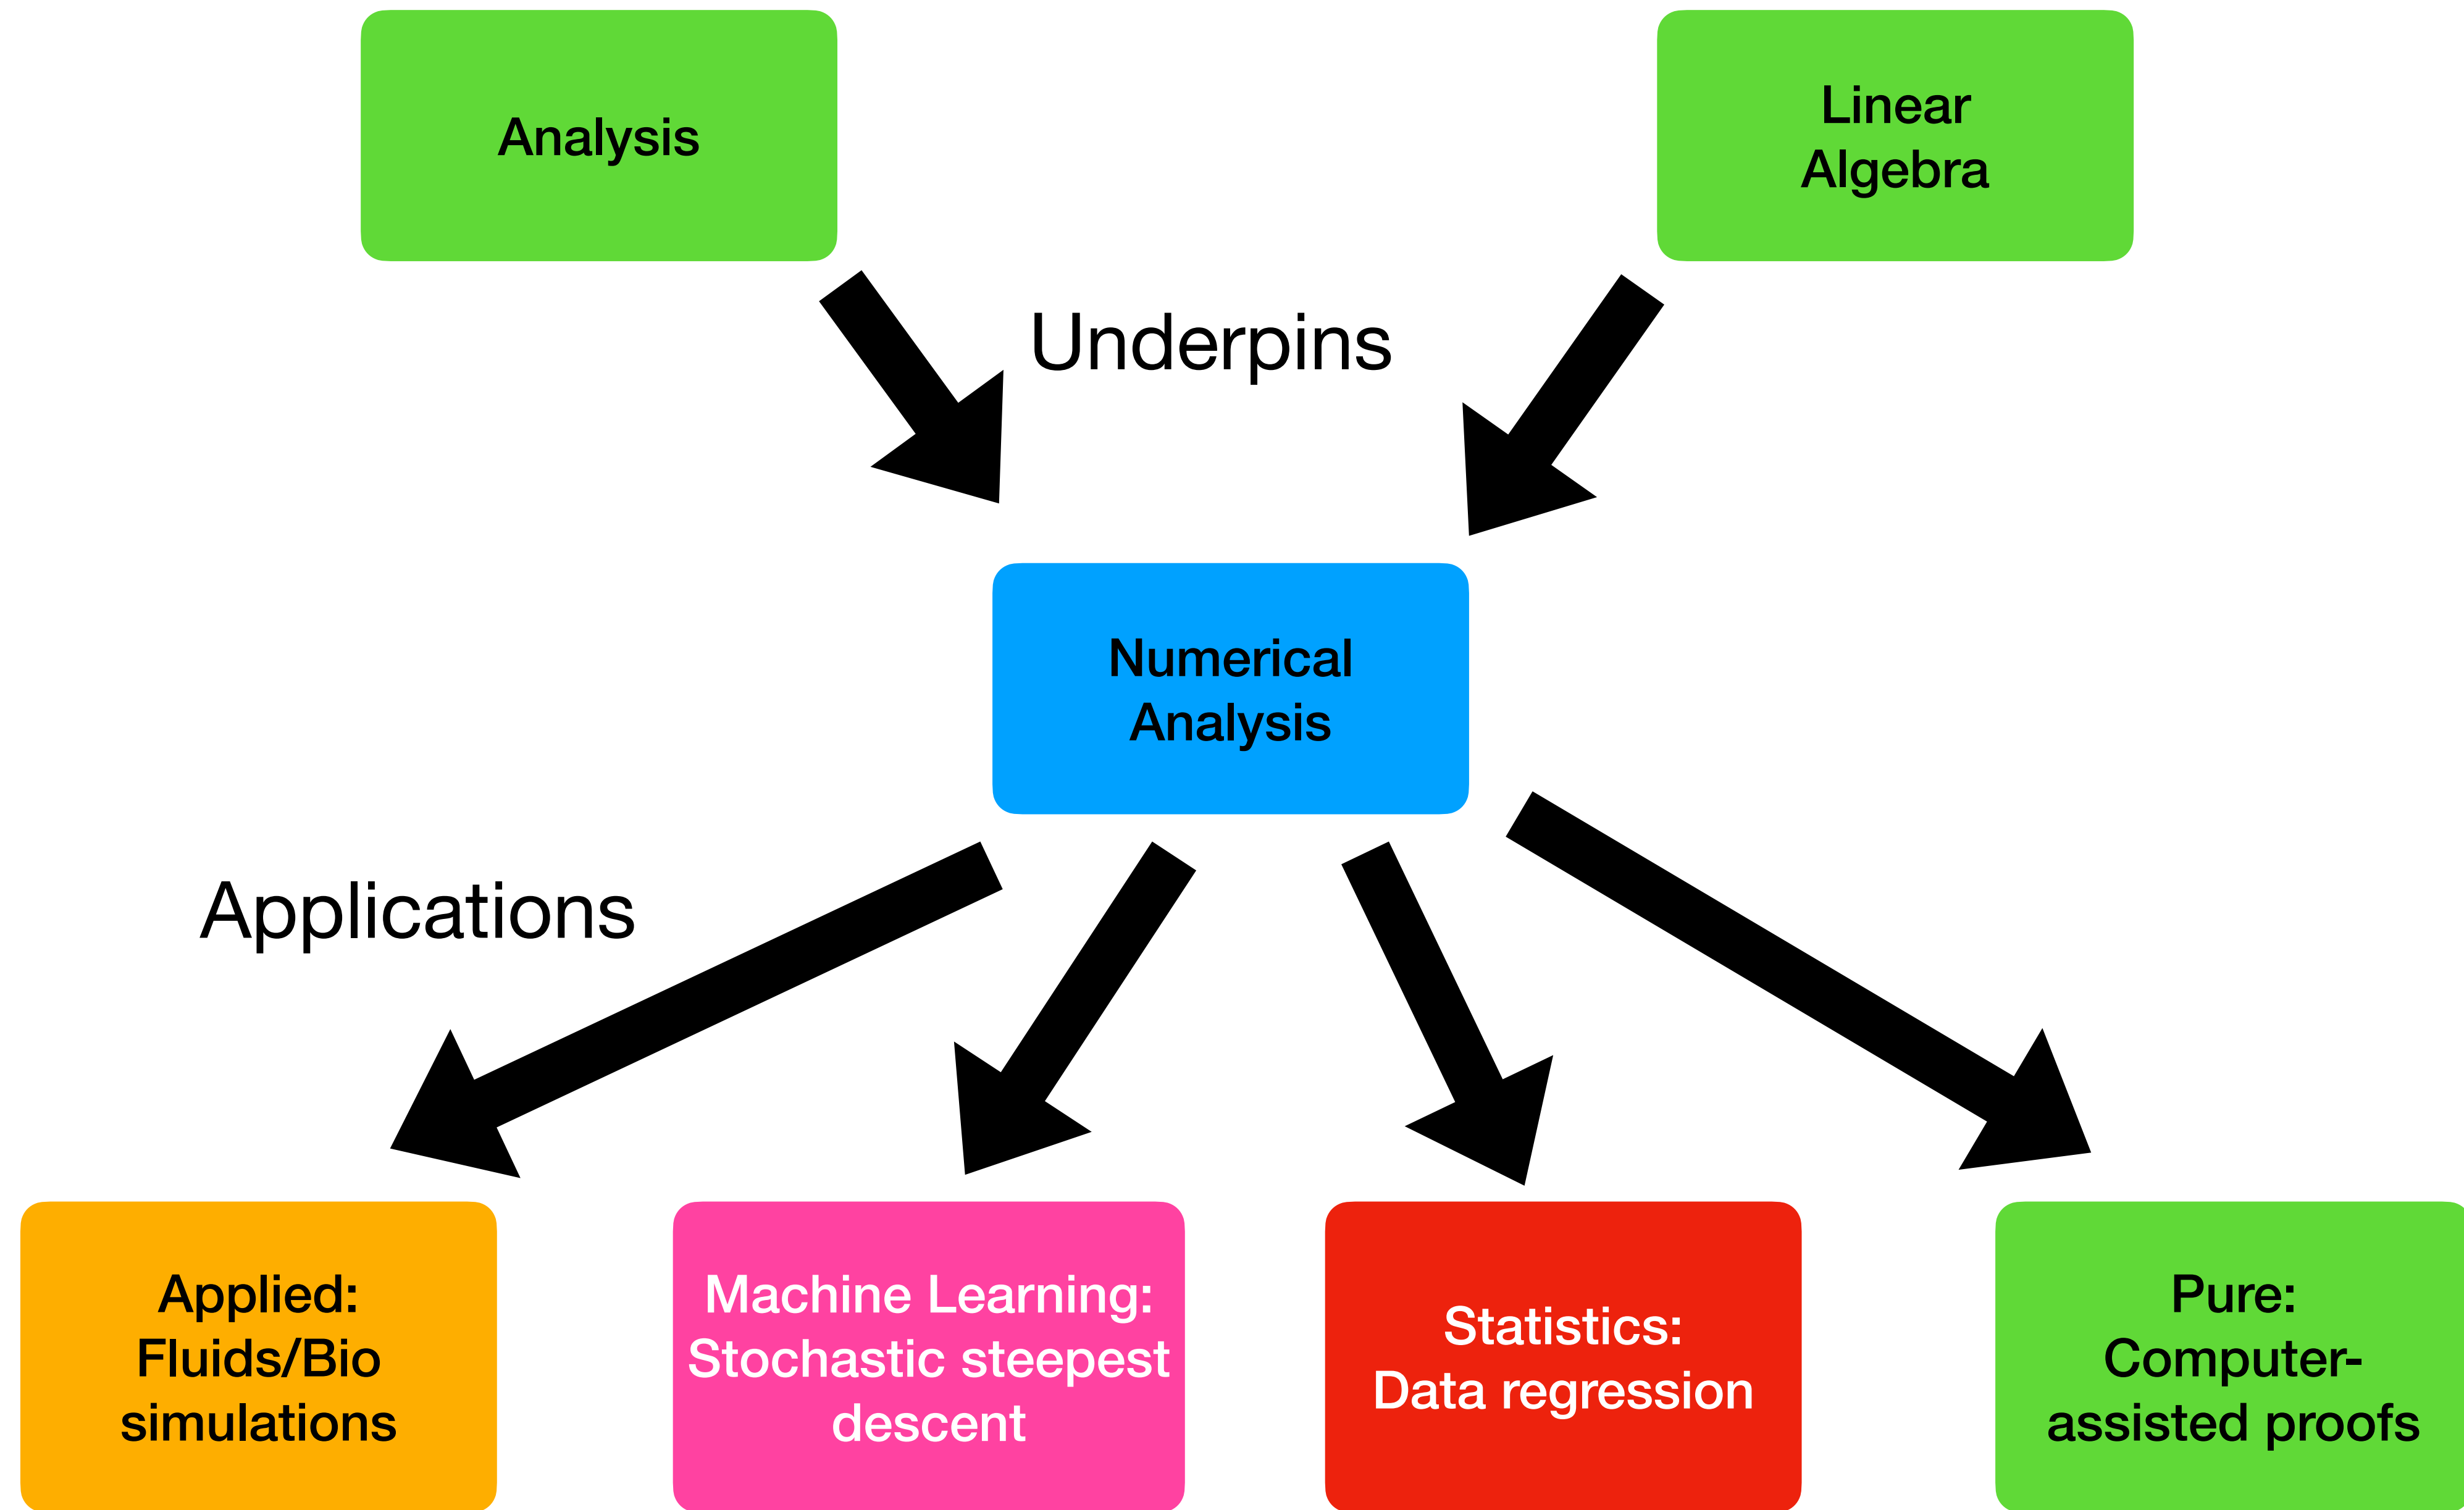 Analysis
Linear
Algebra
Underpins
Numerical
Analysis
Applications
Applied:
Fluids/Bio
simulations
Machine Learning:
Stochastic steepest
descent
Statistics:
Data regression
Pure:
Computer-
assisted proofs